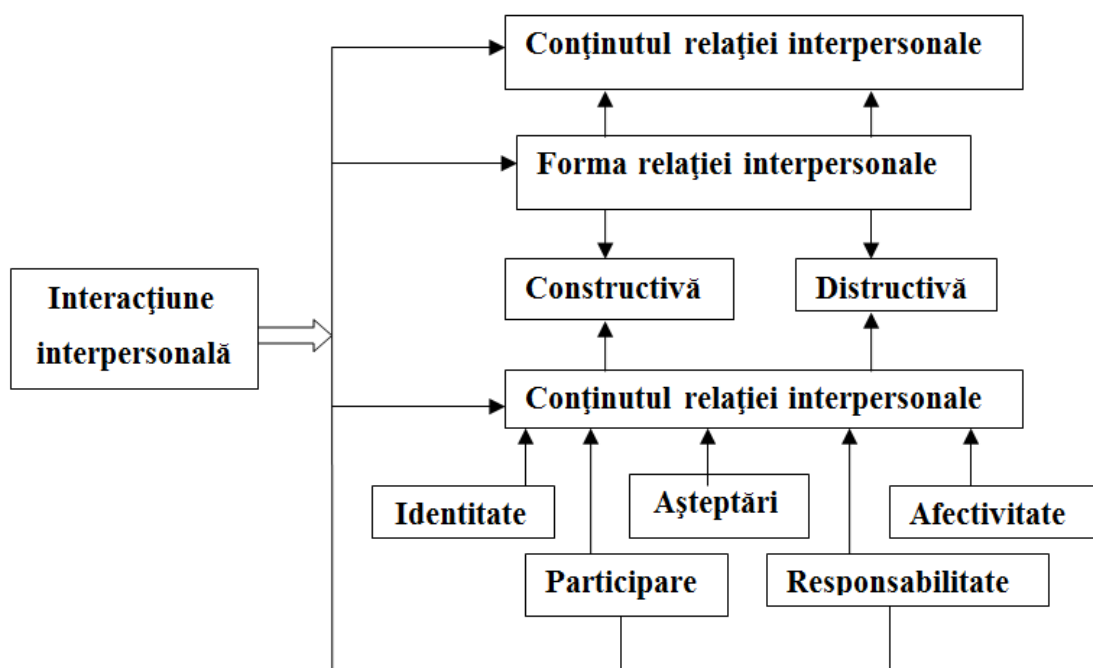 Conţinutul relaţiei interpersonale
Forma relaţiei interpersonale
Constructivă
Distructivă
Interacţiune
interpersonală
Conţinutul relaţiei interpersonale
Identitate
Aşteptări
Afectivitate
Participare
Responsabilitate